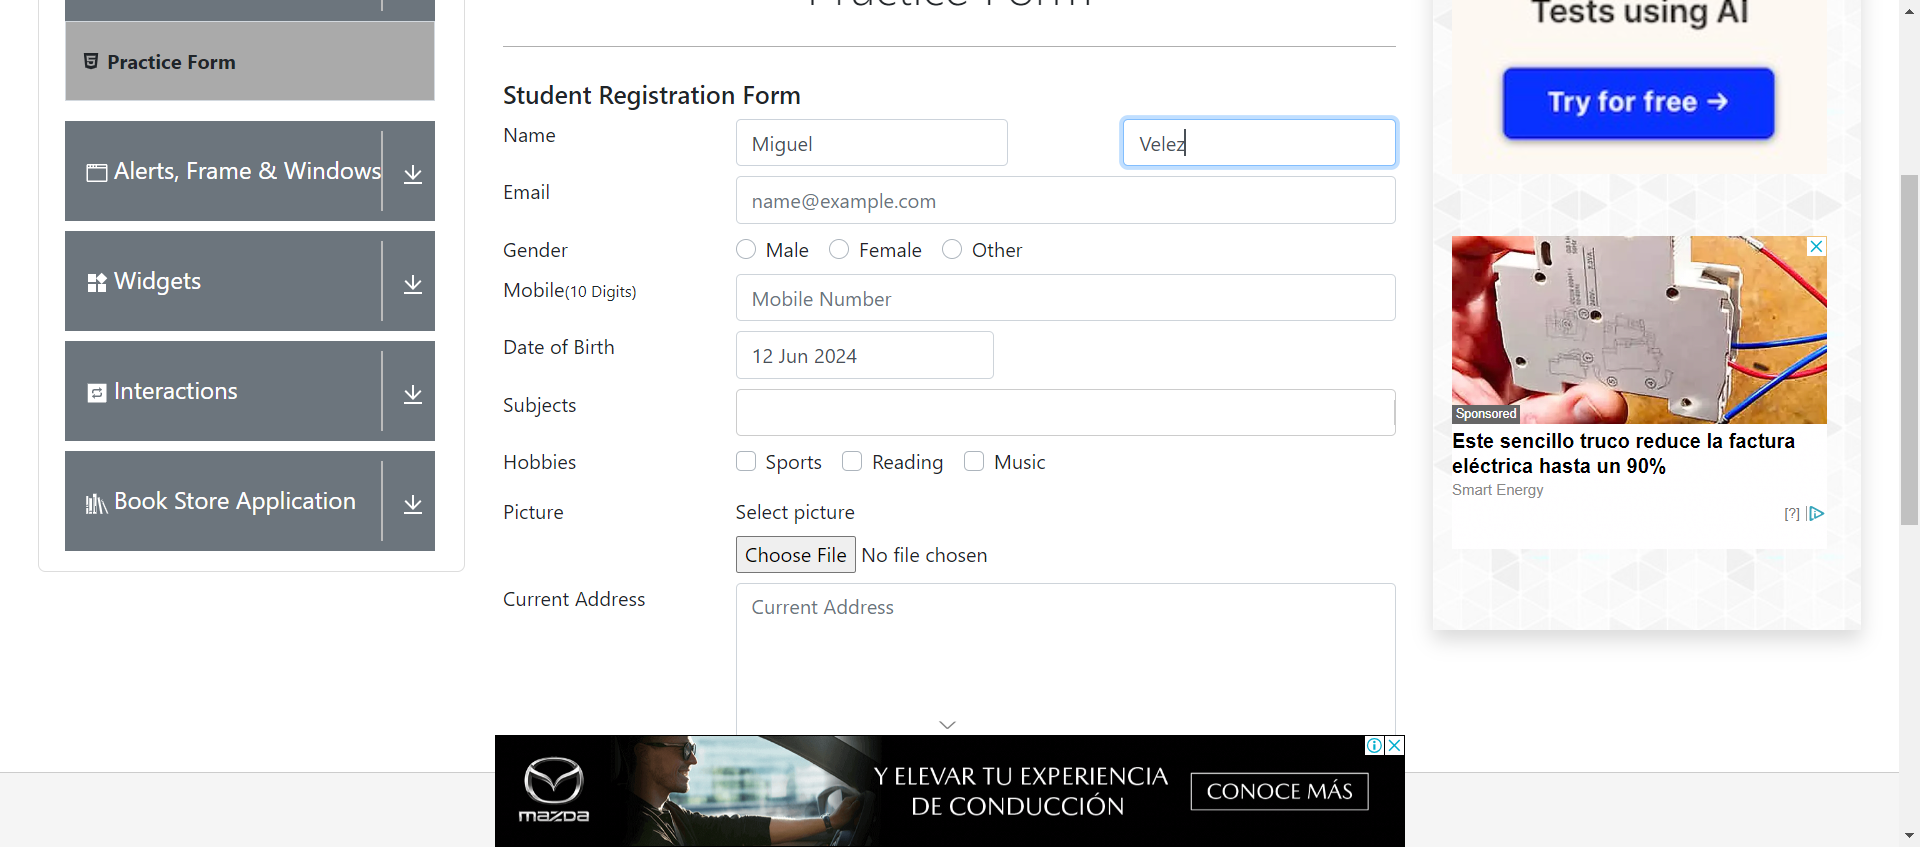 Practice Form
Practice Form
Alerts, Frame & Windows
Widgets
Interactions
Book Store Application
Student Registration Form
Name
Miguel
Velez
Email
name@example.com
Gender
Male
Female
Other
Mobile(10 Digits)
Mobile Number
Date of Birth
12 Jun 2024
Subjects
Hobbies
Sports
Reading
Music
Picture
Select picture
Choose File No file chosen
Current Address
Current Address
Tests using AI
Try for free →
Sponsored
Este sencillo truco reduce la factura
eléctrica hasta un 90%
Smart Energy
[?]
mazda
Y ELEVAR TU EXPERIENCIA
DE CONDUCCIÓN
CONOCE MÁS